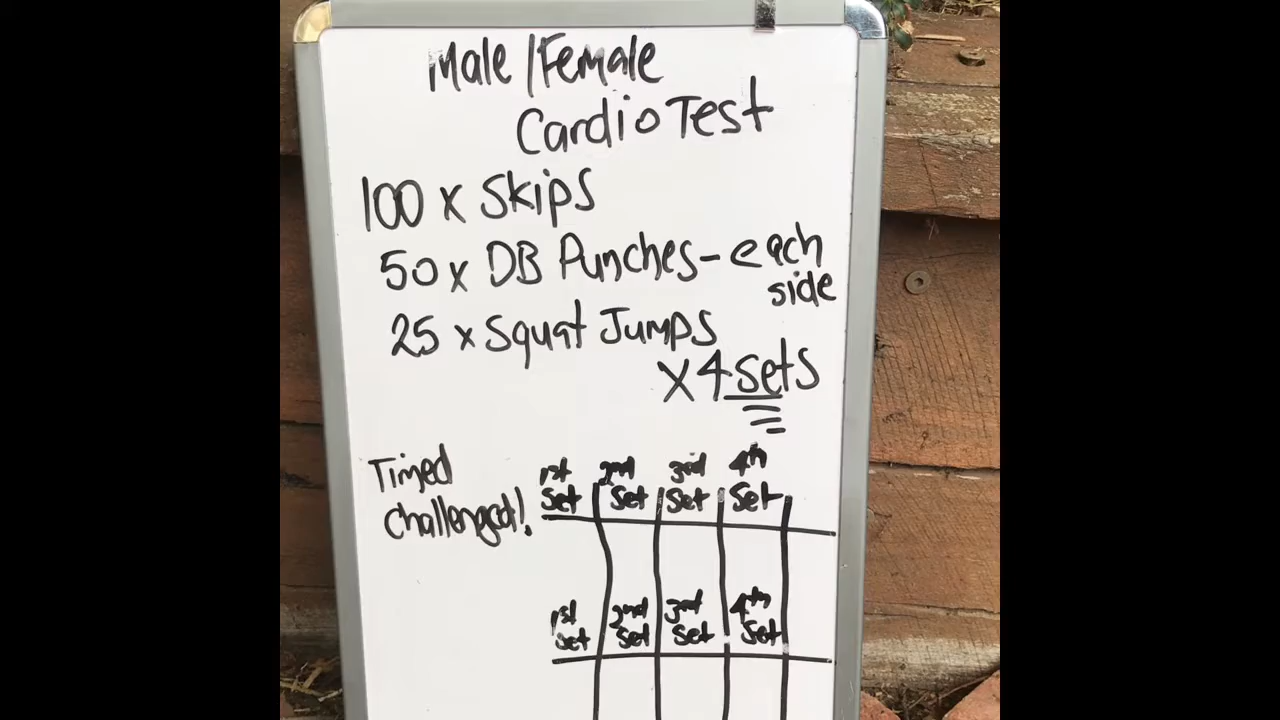 Male/Female
Cardio Test
100 x Skips
50 x DB Punches - each
side
25 x Squat Jumps
x 4 sets
Timed
challenged!
1st Set 2nd Set 3rd Set 4th Set
1st Set 2nd Set 3rd Set 4th Set